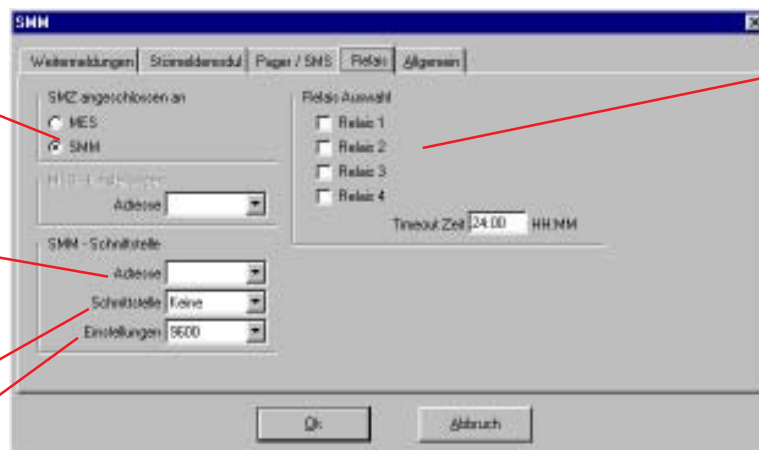 SMM
Weitermeldungen Störmeldemodul Pager / SMS Relais Allgemein
SMZ angeschlossen an
MES
SMM
Adresse
SMM - Schnittstelle
Adresse
Schnittstelle Keine
Einstellungen 9600
Relais Auswahl
Relais 1
Relais 2
Relais 3
Relais 4
Timeout Zeit 24:00 HH:MM
Ok Abbruch